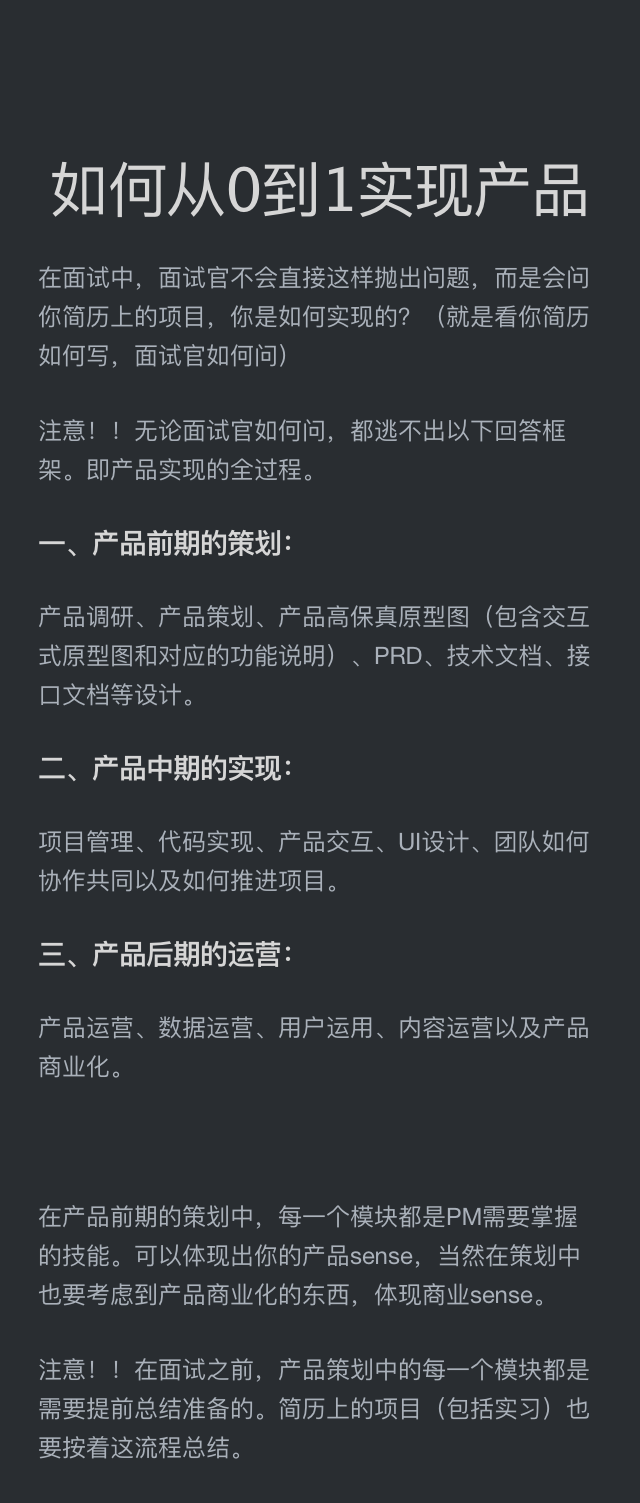 如何从0到1实现产品
在面试中，面试官不会直接这样抛出问题，而是会问
你简历上的项目，你是如何实现的？（就是看你简历
如何写，面试官如何问）
注意！！无论面试官如何问，都逃不出以下回答框
架。即产品实现的全过程。
一、产品前期的策划：
产品调研、产品策划、产品高保真原型图（包含交互
式原型图和对应的功能说明）、PRD、技术文档、接
口文档等设计。
二、产品中期的实现：
项目管理、代码实现、产品交互、UI设计、团队如何
协作共同以及如何推进项目。
三、产品后期的运营：
产品运营、数据运营、用户运用、内容运营以及产品
商业化。
在产品前期的策划中，每一个模块都是PM需要掌握
的技能。可以体现出你的产品sense，当然在策划中
也要考虑到产品商业化的东西，体现商业sense。
注意！！在面试之前，产品策划中的每一个模块都是
需要提前总结准备的。简历上的项目（包括实习）也
要按着这流程总结。